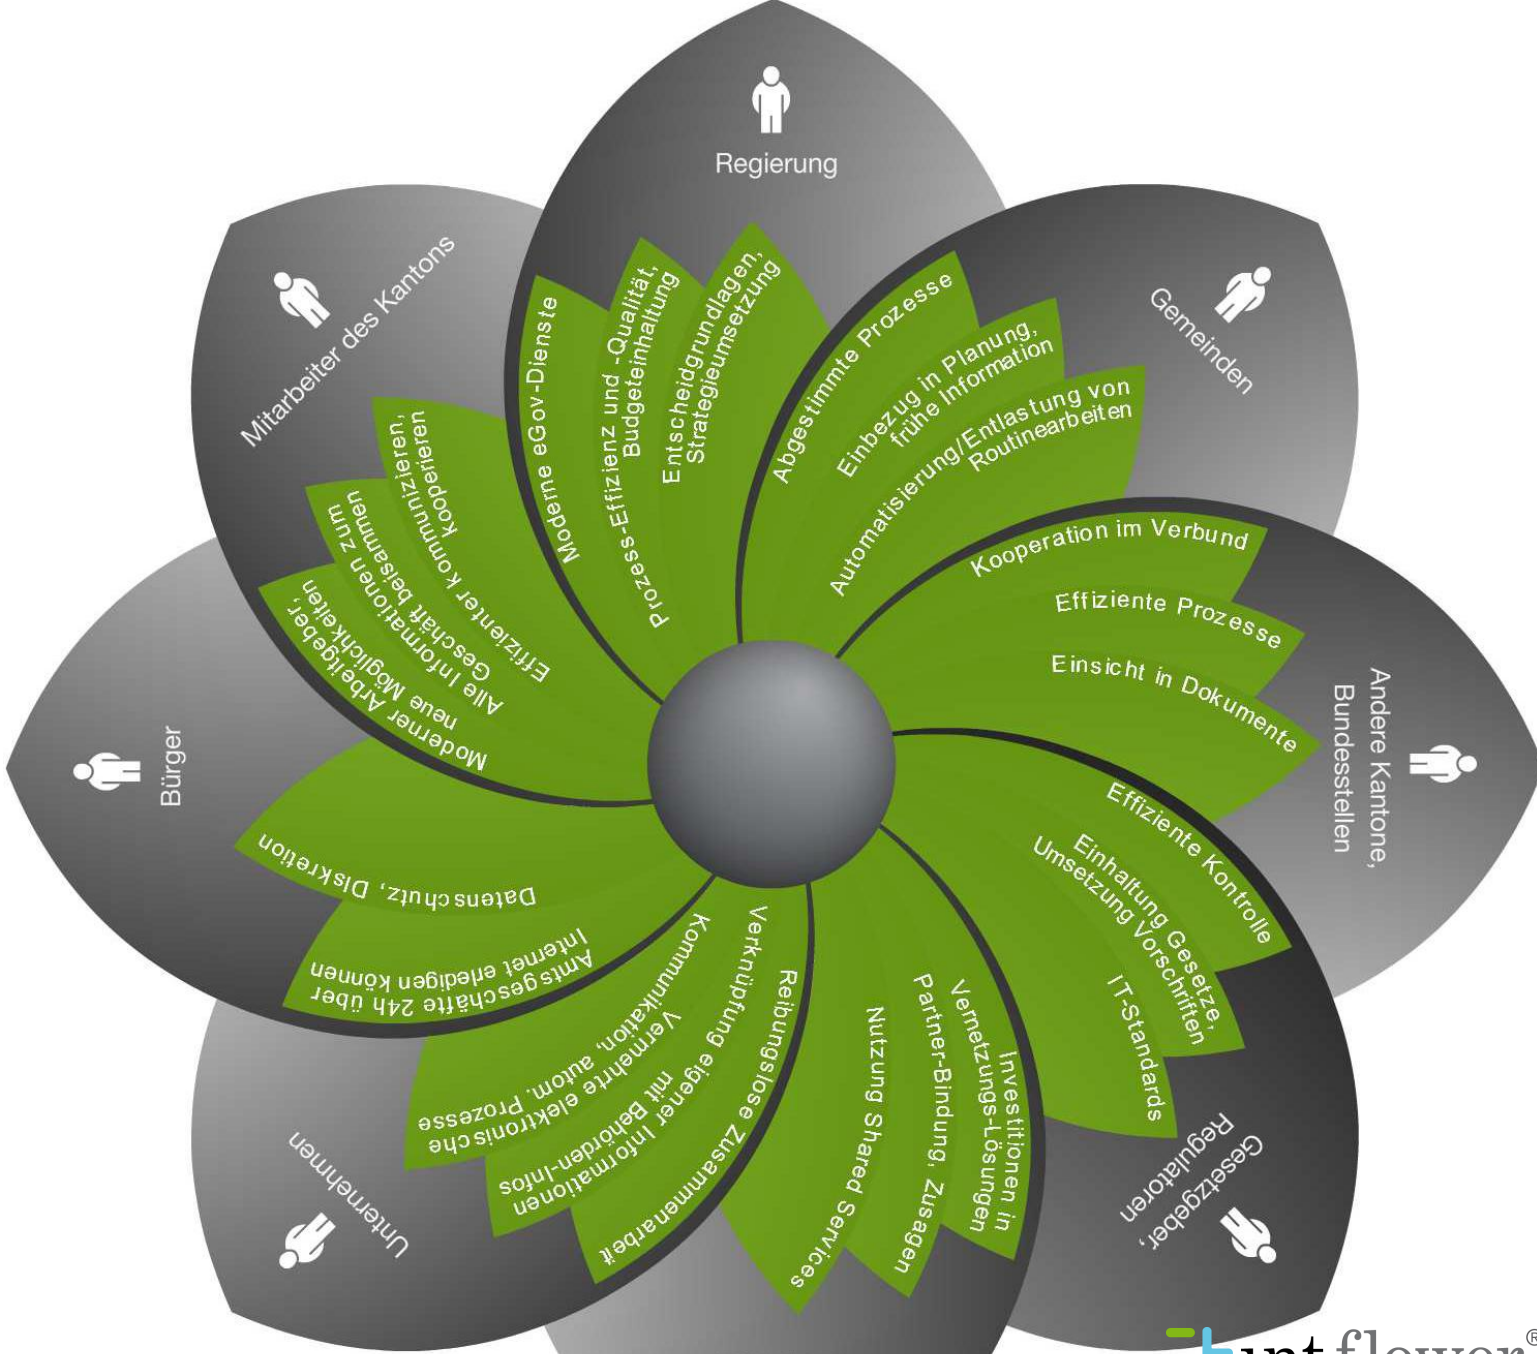 Regierung
Moderne eGov-Dienste
Prozess-Effizienz und -Qualität,
Budgeteinhaltung
Entscheidgrundlagen,
Strategieumsetzung
Gemeinden
Abgestimmte Prozesse
Einbezug in Planung,
frühe Information
Automatisierung/Entlastung von
Routinearbeiten
Andere Kantone,
Bundesstellen
Kooperation im Verbund
Effiziente Prozesse
Einsicht in Dokumente
Gesetzgeber,
Regulatoren
Effiziente Kontrolle
Einhaltung Gesetze,
Umsetzung Vorschriften
IT-Standards
Investitionen in
Vernetzungs-Lösungen
Partner-Bindung, Zusagen
Nutzung Shared Services
Unternehmen
Reibungslose Zusammenarbeit
Verknüpfung eigener Informationen
mit Behörden-Infos
Vermehrte elektronische
Kommunikation, autom. Prozesse
Bürger
Amtsgeschäfte 24h über
Internet erledigen können
Datenschutz, Diskretion
Mitarbeiter des Kantons
Moderner Arbeitgeber,
neue Möglichkeiten
Alle Informationen zum
Geschäft beisammen
Effizienter Kommunizieren,
Kooperieren